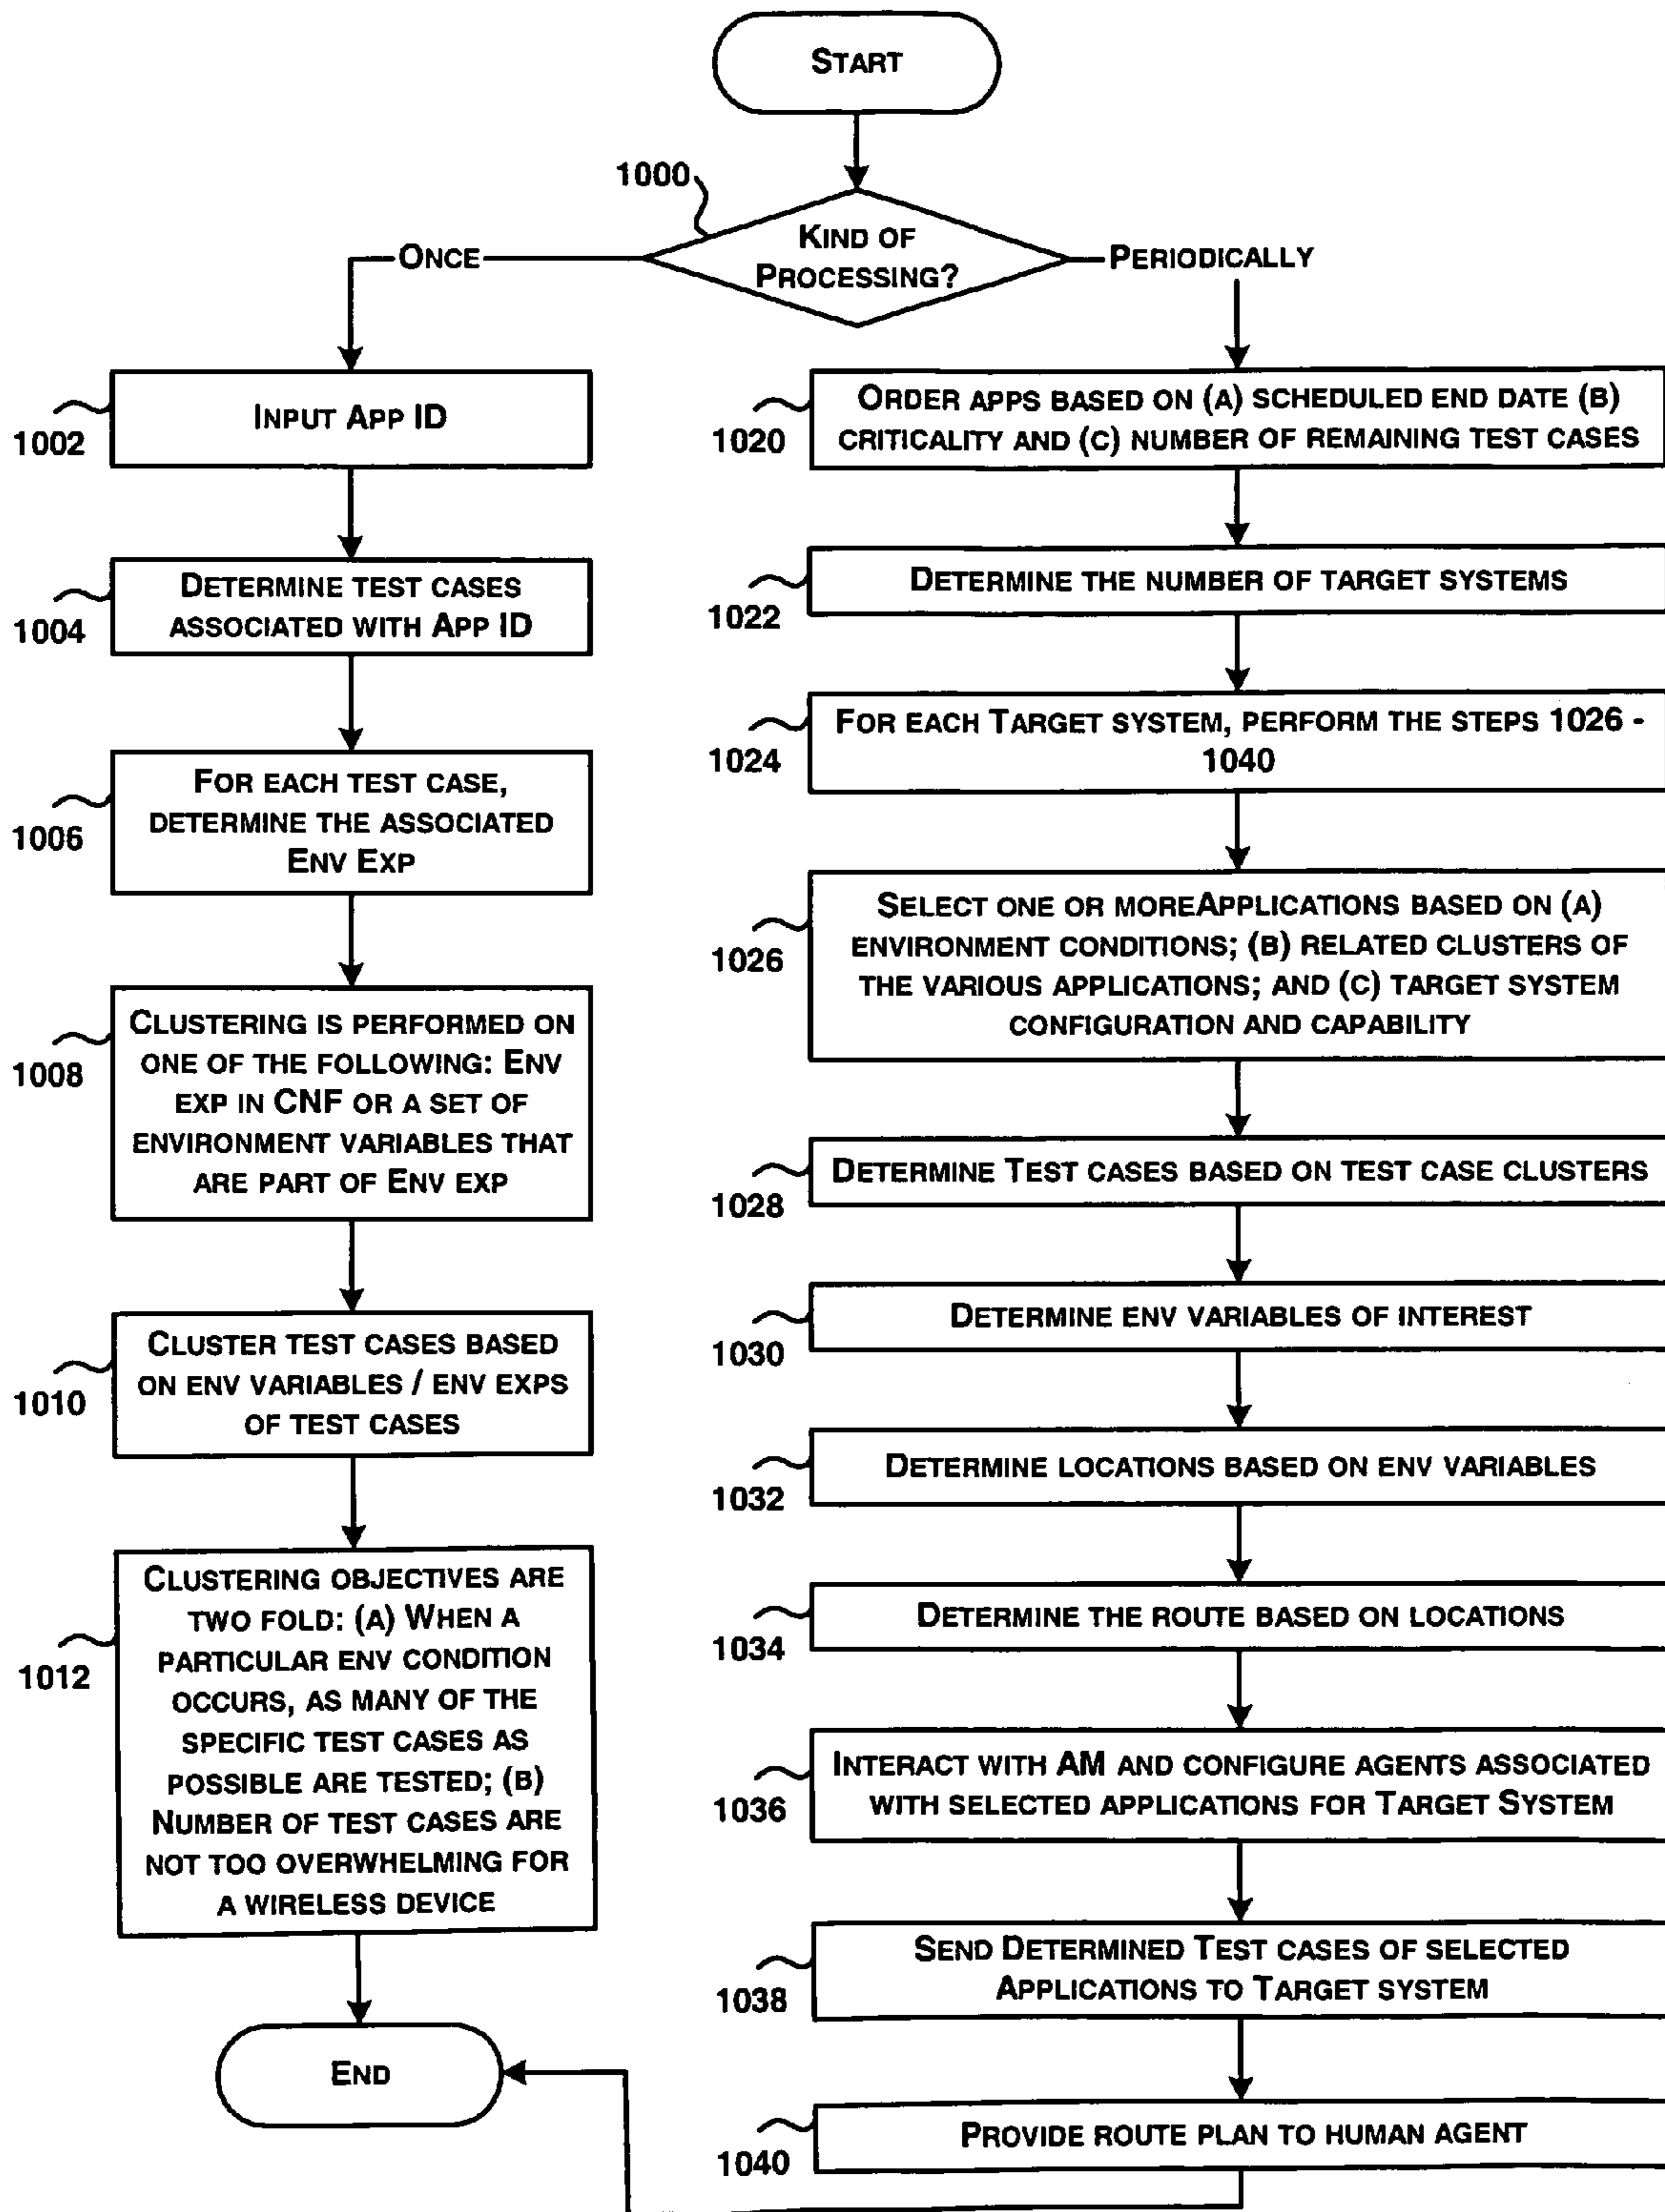 START
1000
KIND OF
PROCESSING?
ONCE
PERIODICALLY
1002
INPUT APP ID
1004
DETERMINE TEST CASES
ASSOCIATED WITH APP ID
1006
FOR EACH TEST CASE,
DETERMINE THE ASSOCIATED
ENV EXP
1008
CLUSTERING IS PERFORMED ON
ONE OF THE FOLLOWING: ENV
EXP IN CNF OR A SET OF
ENVIRONMENT VARIABLES THAT
ARE PART OF ENV EXP
1010
CLUSTER TEST CASES BASED
ON ENV VARIABLES / ENV EXPS
OF TEST CASES
1012
CLUSTERING OBJECTIVES ARE
TWO FOLD: (A) WHEN A
PARTICULAR ENV CONDITION
OCCURS, AS MANY OF THE
SPECIFIC TEST CASES AS
POSSIBLE ARE TESTED; (B)
NUMBER OF TEST CASES ARE
NOT TOO OVERWHELMING FOR
A WIRELESS DEVICE
END
1020
ORDER APPS BASED ON (A) SCHEDULED END DATE (B)
CRITICALITY AND (C) NUMBER OF REMAINING TEST CASES
1022
DETERMINE THE NUMBER OF TARGET SYSTEMS
1024
FOR EACH TARGET SYSTEM, PERFORM THE STEPS 1026 -
1040
1026
SELECT ONE OR MOREAPPLICATIONS BASED ON (A)
ENVIRONMENT CONDITIONS; (B) RELATED CLUSTERS OF
THE VARIOUS APPLICATIONS; AND (C) TARGET SYSTEM
CONFIGURATION AND CAPABILITY
1028
DETERMINE TEST CASES BASED ON TEST CASE CLUSTERS
1030
DETERMINE ENV VARIABLES OF INTEREST
1032
DETERMINE LOCATIONS BASED ON ENV VARIABLES
1034
DETERMINE THE ROUTE BASED ON LOCATIONS
1036
INTERACT WITH AM AND CONFIGURE AGENTS ASSOCIATED
WITH SELECTED APPLICATIONS FOR TARGET SYSTEM
1038
SEND DETERMINED TEST CASES OF SELECTED
APPLICATIONS TO TARGET SYSTEM
1040
PROVIDE ROUTE PLAN TO HUMAN AGENT